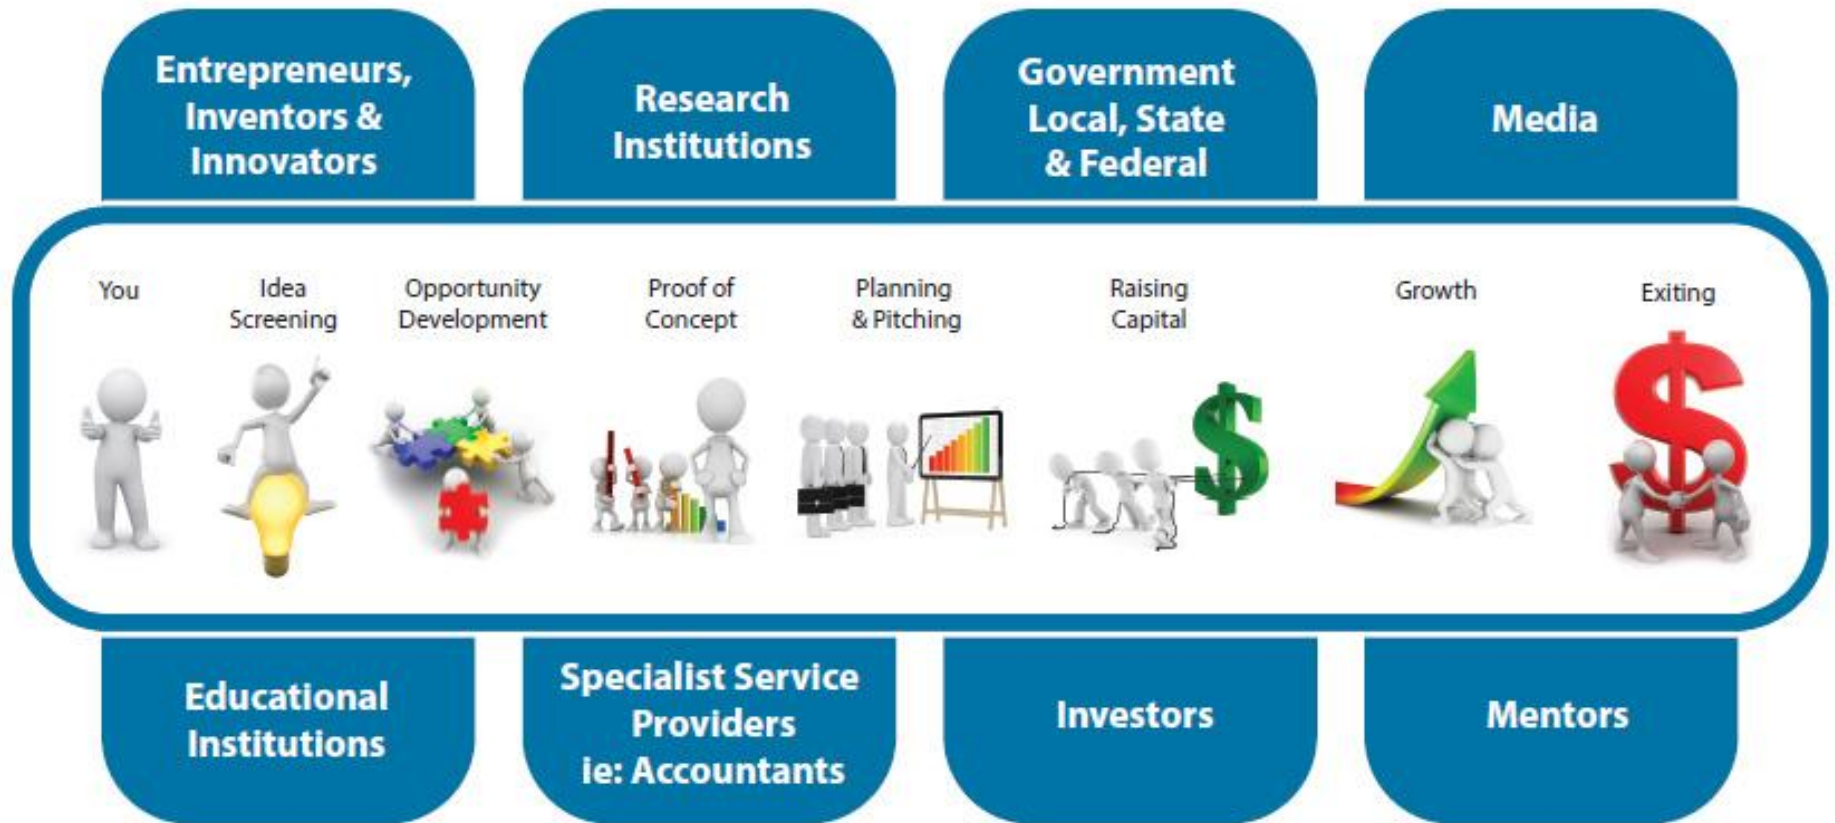 Entrepreneurs,
Inventors &
Innovators
Research
Institutions
Government
Local, State
& Federal
Media
You
Idea
Screening
Opportunity
Development
Proof of
Concept
Planning
& Pitching
Raising
Capital
Growth
Exiting
Educational
Institutions
Specialist Service
Providers
ie: Accountants
Investors
Mentors